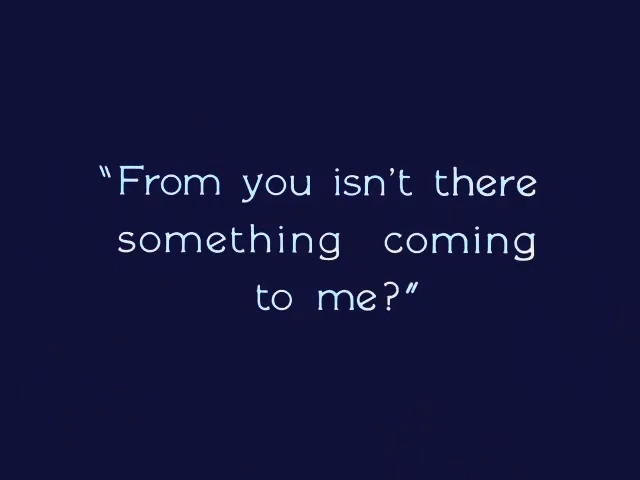 “From you isn’t there
something coming
to me?”